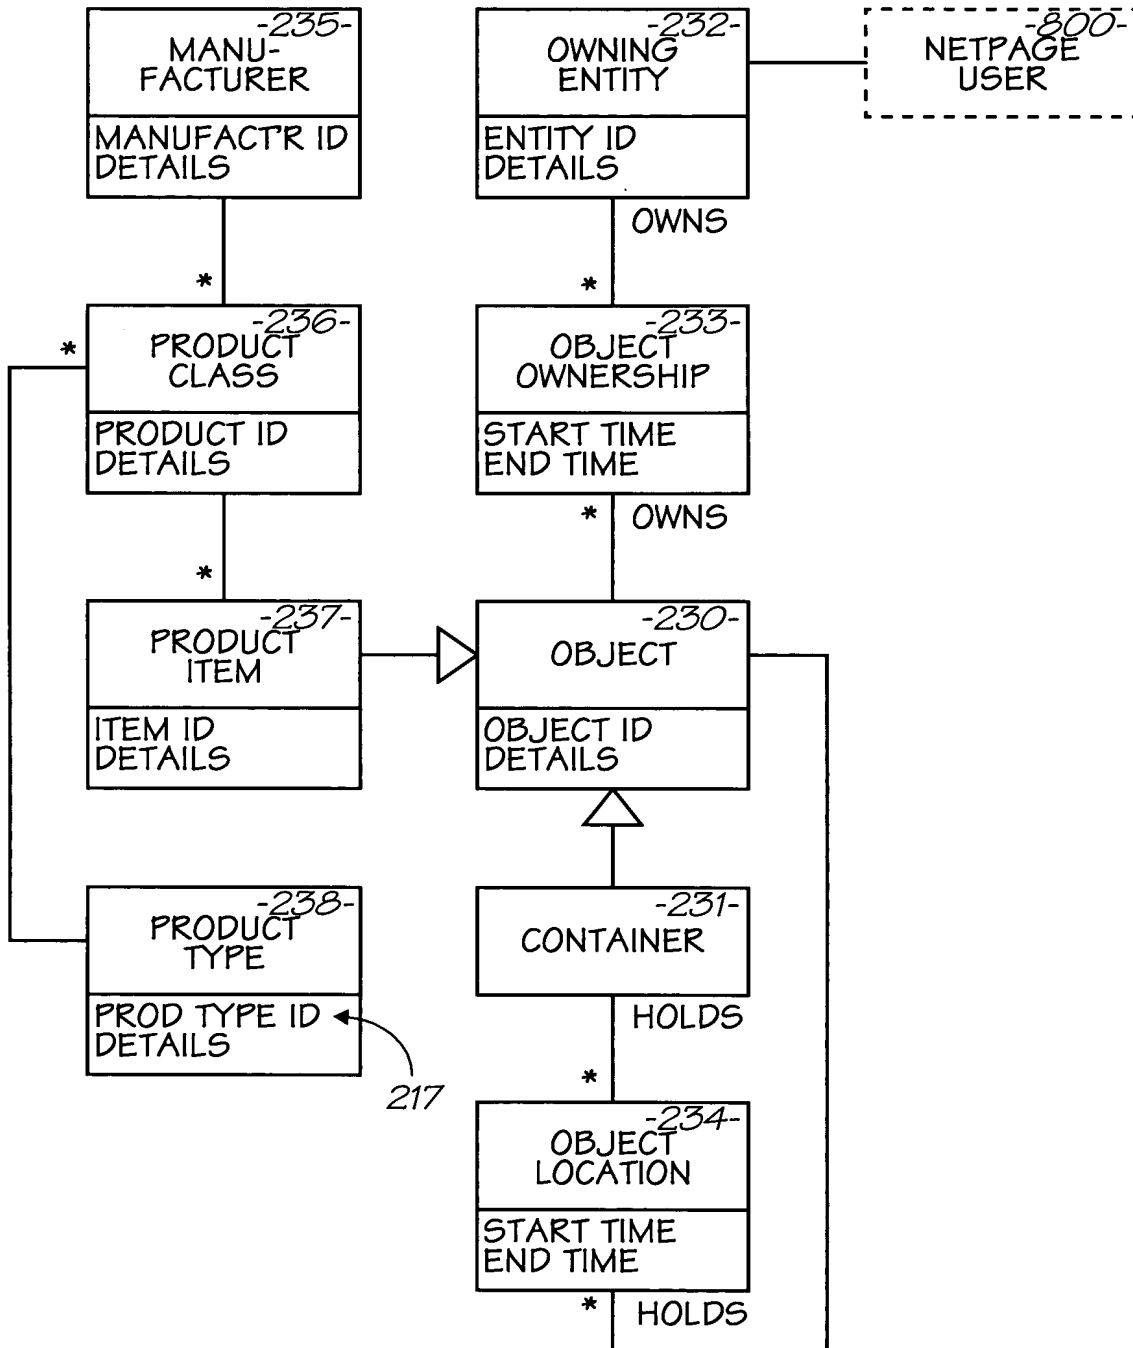 -235-
MANU-
FACTURER
MANUFACT'R ID
DETAILS
-232-
OWNING
ENTITY
ENTITY ID
DETAILS
-800-
NETPAGE
USER
OWNS
*
*
-236-
PRODUCT
CLASS
PRODUCT ID
DETAILS
*
-233-
OBJECT
OWNERSHIP
START TIME
END TIME
* OWNS
*
-237-
PRODUCT
ITEM
ITEM ID
DETAILS
-230-
OBJECT
OBJECT ID
DETAILS
-238-
PRODUCT
TYPE
PROD TYPE ID
DETAILS
217
-231-
CONTAINER
HOLDS
*
-234-
OBJECT
LOCATION
START TIME
END TIME
* HOLDS